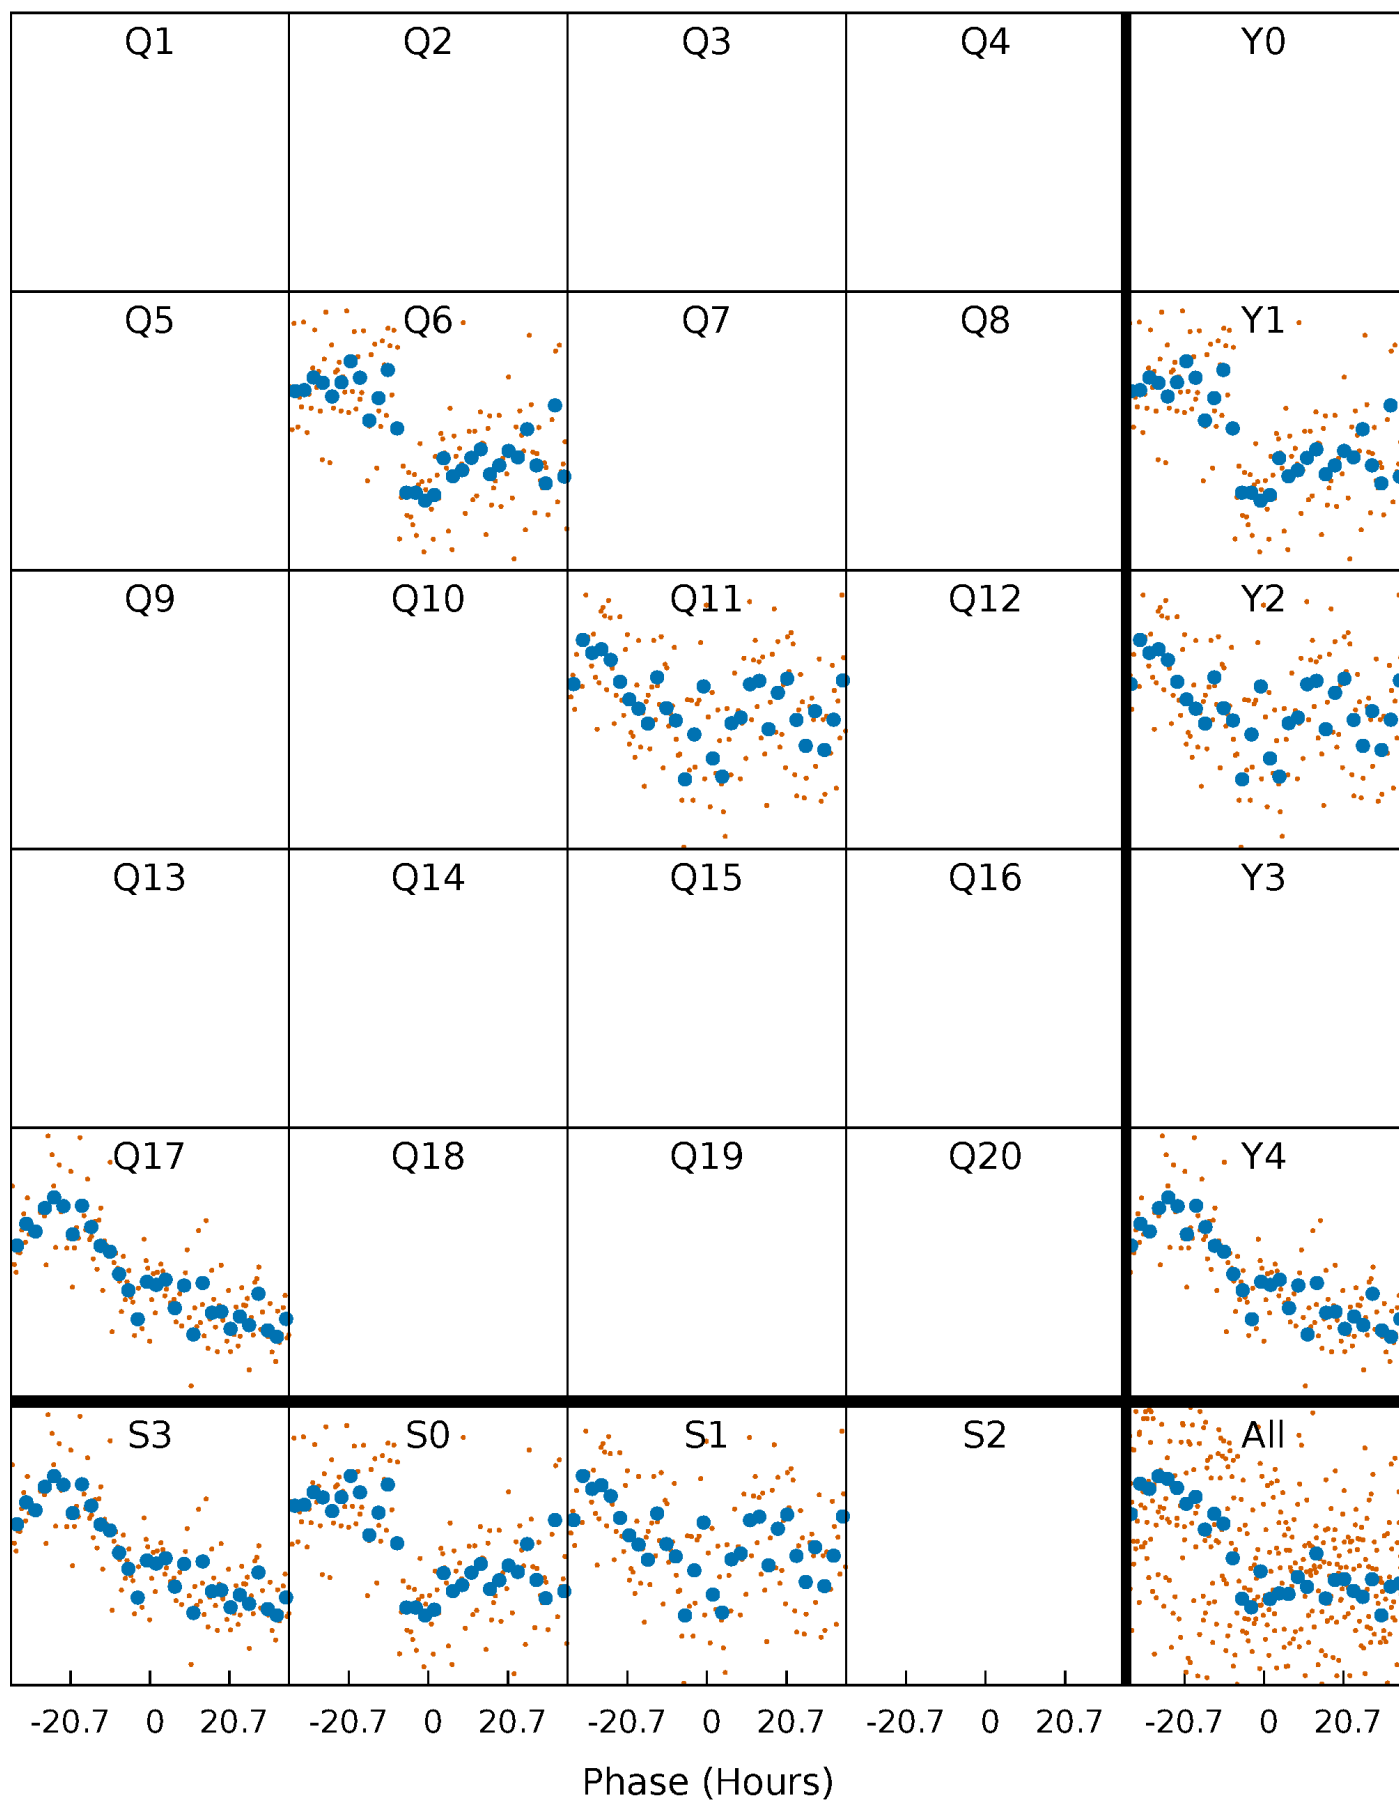 Q1 Q2 Q3 Q4 Y0
Q5 Q6 Q7 Q8 Y1
Q9 Q10 Q11 Q12 Y2
Q13 Q14 Q15 Q16 Y3
Q17 Q18 Q19 Q20 Y4
S3 S0 S1 S2 All
-20.7 0 20.7 -20.7 0 20.7 -20.7 0 20.7 -20.7 0 20.7 -20.7 0 20.7
Phase (Hours)